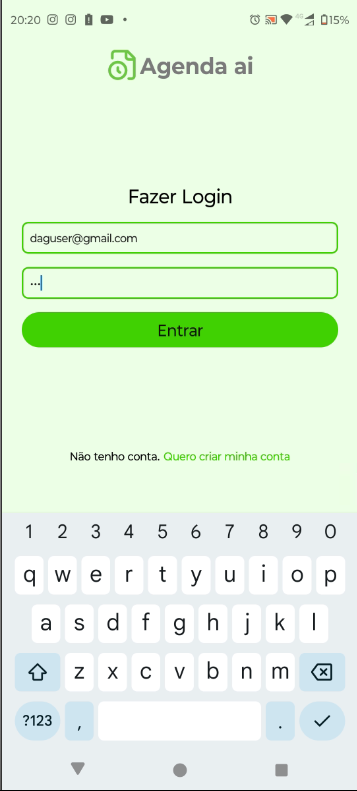 20:20 15%
Agenda ai
Fazer Login
daguser@gmail.com
...
Entrar
Não tenho conta. Quero criar minha conta
1 2 3 4 5 6 7 8 9 0
q w e r t y u i o p
a s d f g h j k l
z x c v b n m
?123 , .